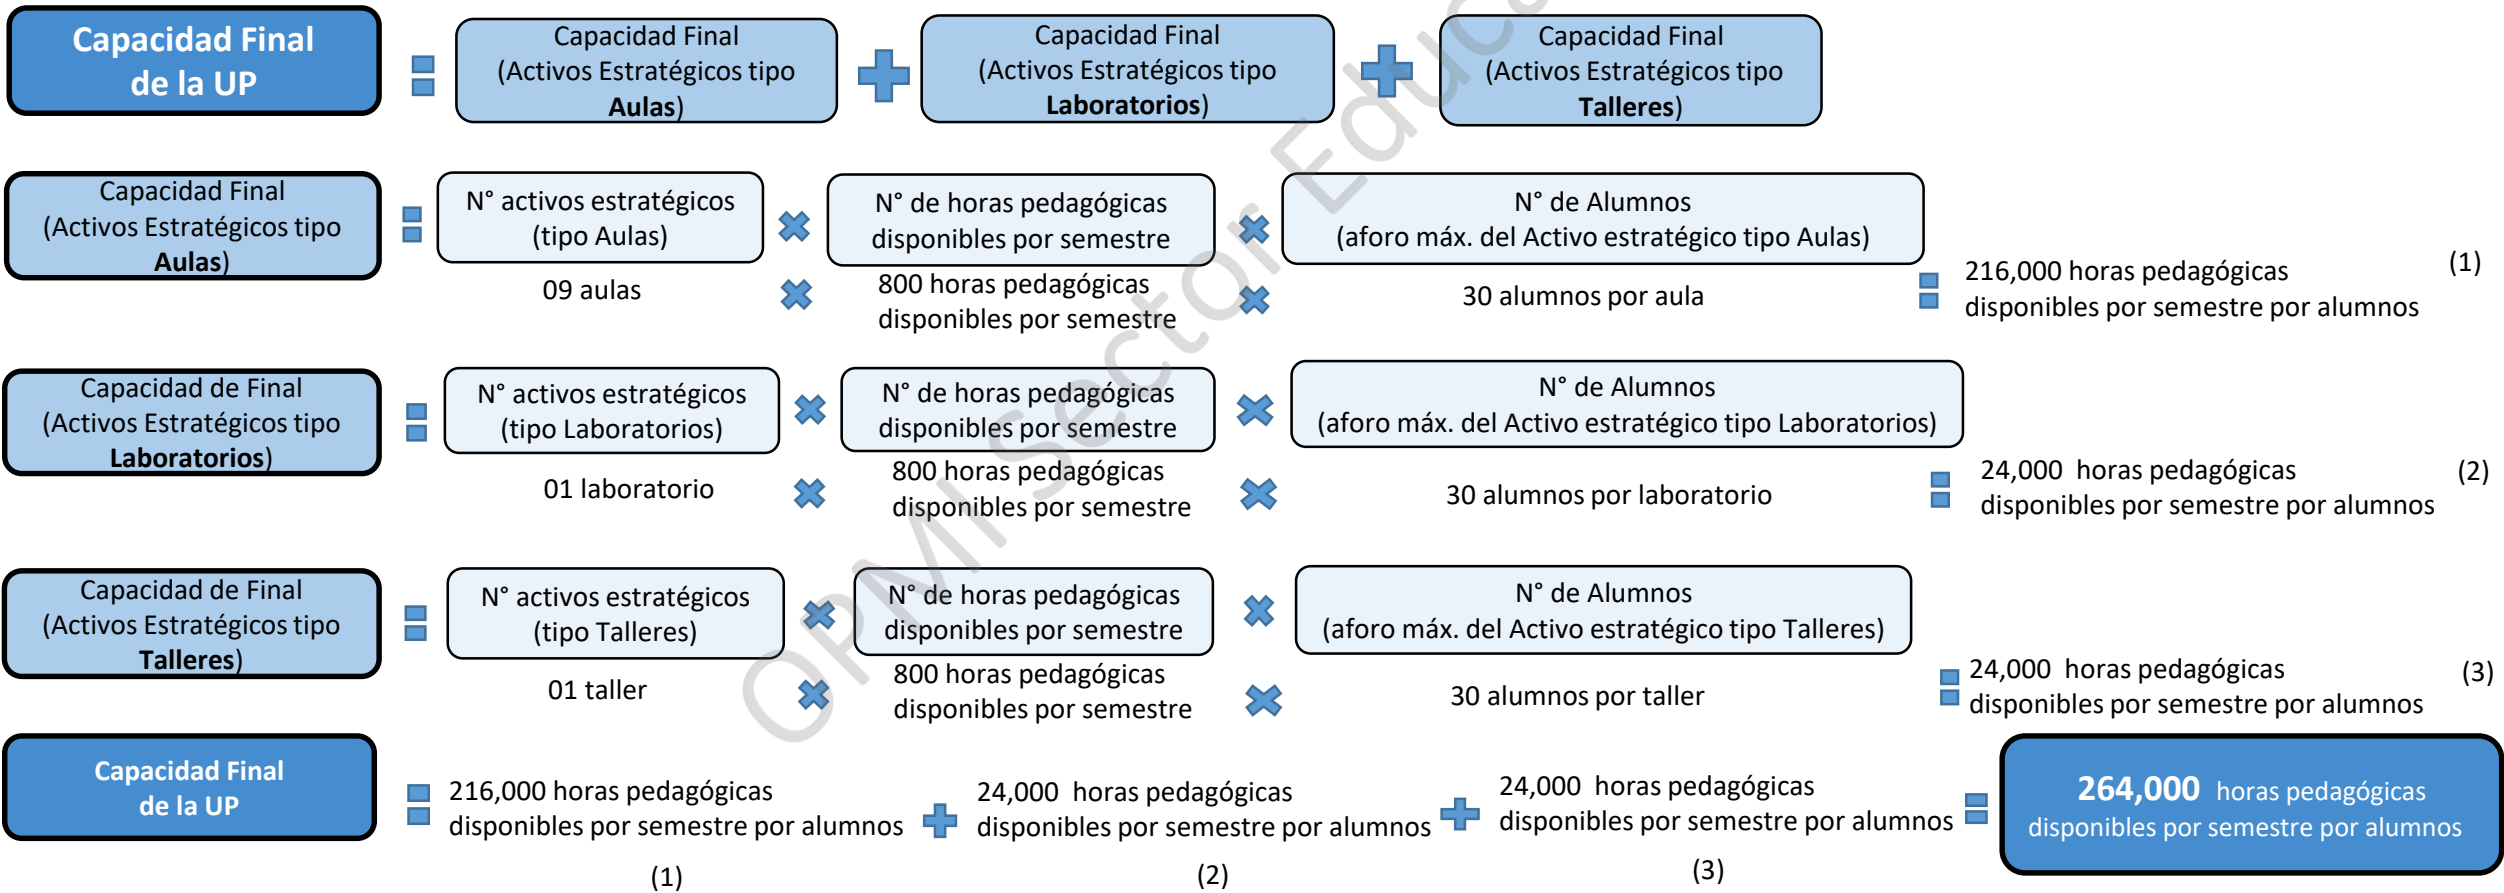 Capacidad Final
de la UP
Capacidad Final
(Activos Estratégicos tipo
Aulas)
Capacidad Final
(Activos Estratégicos tipo
Laboratorios)
Capacidad Final
(Activos Estratégicos tipo
Talleres)
Capacidad Final
(Activos Estratégicos tipo
Aulas)
N° activos estratégicos
(tipo Aulas)
N° de horas pedagógicas
disponibles por semestre
N° de Alumnos
(aforo máx. del Activo estratégico tipo Aulas)
09 aulas
800 horas pedagógicas
disponibles por semestre
30 alumnos por aula
216,000 horas pedagógicas
disponibles por semestre por alumnos
(1)
Capacidad de Final
(Activos Estratégicos tipo
Laboratorios)
N° activos estratégicos
(tipo Laboratorios)
N° de horas pedagógicas
disponibles por semestre
N° de Alumnos
(aforo máx. del Activo estratégico tipo Laboratorios)
01 laboratorio
800 horas pedagógicas
disponibles por semestre
30 alumnos por laboratorio
24,000 horas pedagógicas
disponibles por semestre por alumnos
(2)
Capacidad de Final
(Activos Estratégicos tipo
Talleres)
N° activos estratégicos
(tipo Talleres)
N° de horas pedagógicas
disponibles por semestre
N° de Alumnos
(aforo máx. del Activo estratégico tipo Talleres)
01 taller
800 horas pedagógicas
disponibles por semestre
30 alumnos por taller
24,000 horas pedagógicas
disponibles por semestre por alumnos
(3)
Capacidad Final
de la UP
216,000 horas pedagógicas
disponibles por semestre por alumnos
(1)
24,000 horas pedagógicas
disponibles por semestre por alumnos
(2)
24,000 horas pedagógicas
disponibles por semestre por alumnos
(3)
264,000 horas pedagógicas
disponibles por semestre por alumnos
OPMI Sector Educa